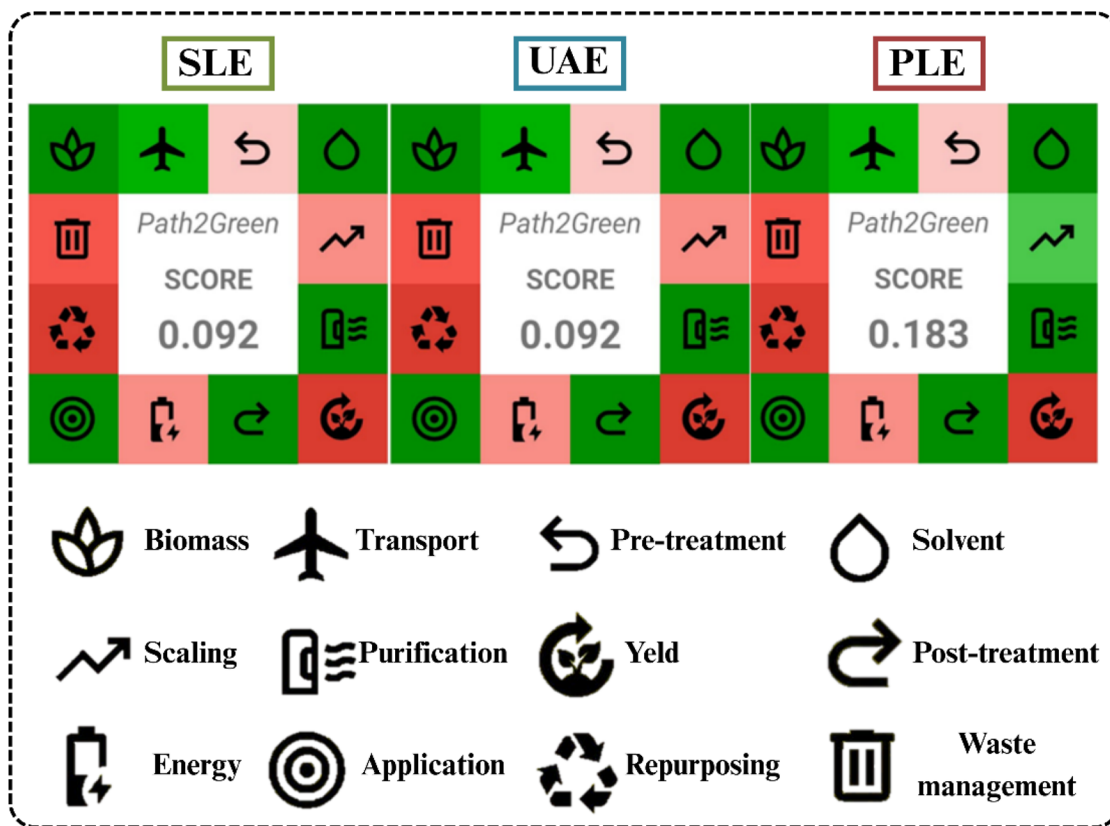 SLE
UAE
PLE
Path2Green
SCORE
0.092
Path2Green
SCORE
0.092
Path2Green
SCORE
0.183
Biomass
Transport
Pre-treatment
Solvent
Scaling
Purification
Yeld
Post-treatment
Energy
Application
Repurposing
Waste
management